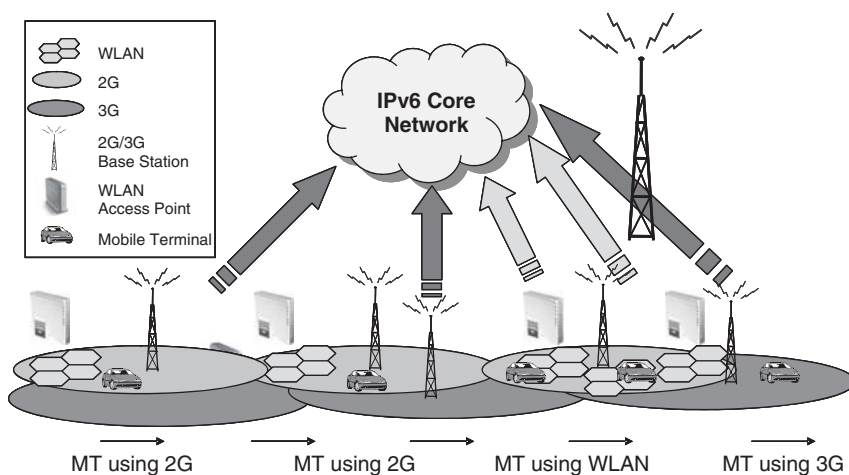 WLAN
2G
3G
2G/3G
Base Station
WLAN
Access Point
Mobile Terminal
IPv6 Core
Network
MT using 2G
MT using 2G
MT using WLAN
MT using 3G